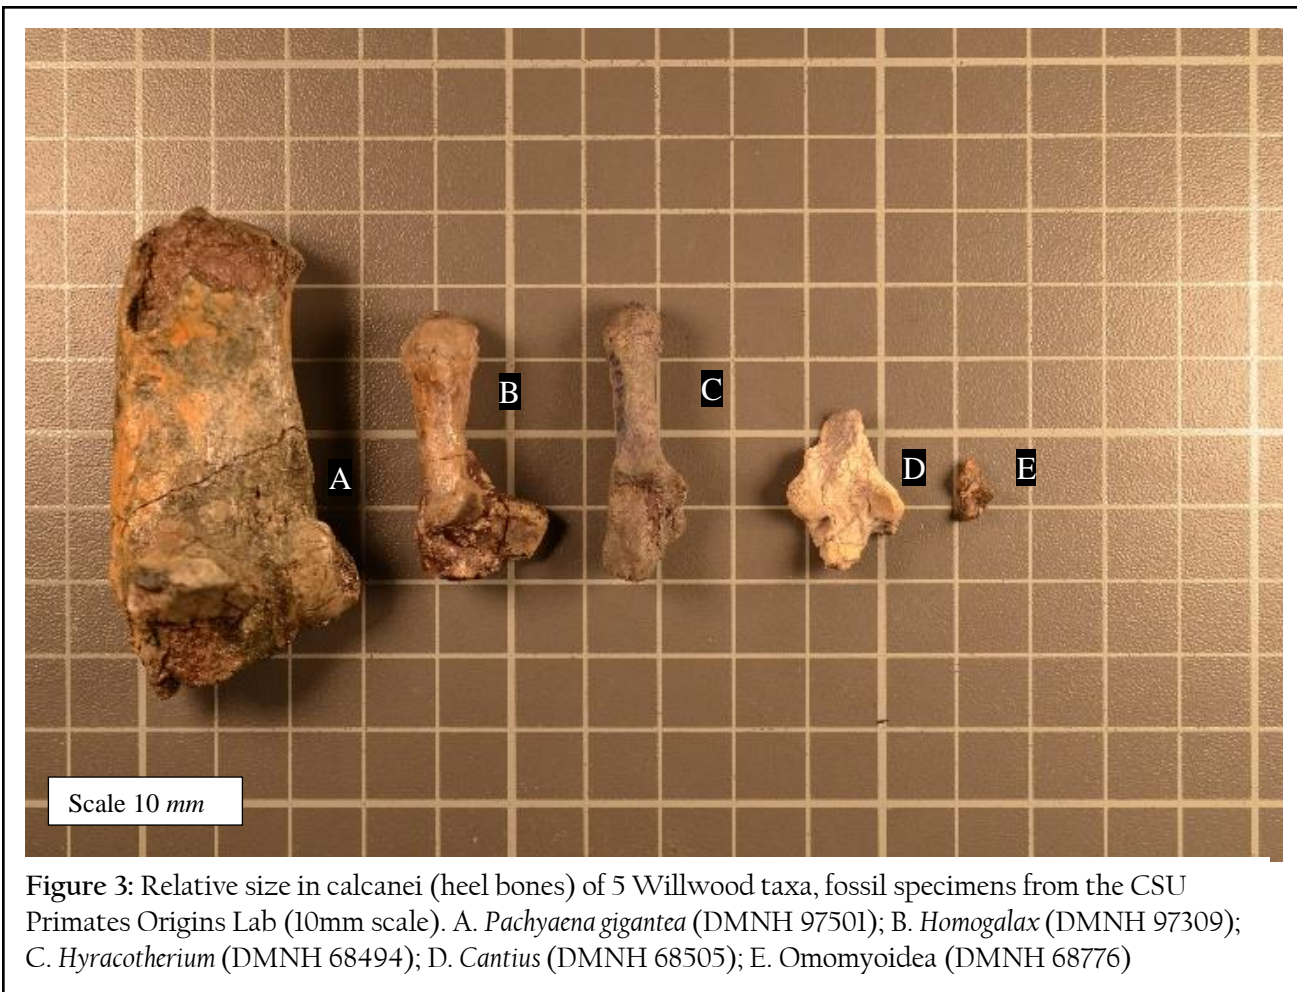 A
B
C
D
E
Scale 10 mm
Figure 3: Relative size in calcanei (heel bones) of 5 Willwood taxa, fossil specimens from the CSU
Primates Origins Lab (10mm scale). A. Pachyaena gigantea (DMNH 97501); B. Homogalax (DMNH 97309);
C. Hyracotherium (DMNH 68494); D. Cantius (DMNH 68505); E. Omomyoidea (DMNH 68776)